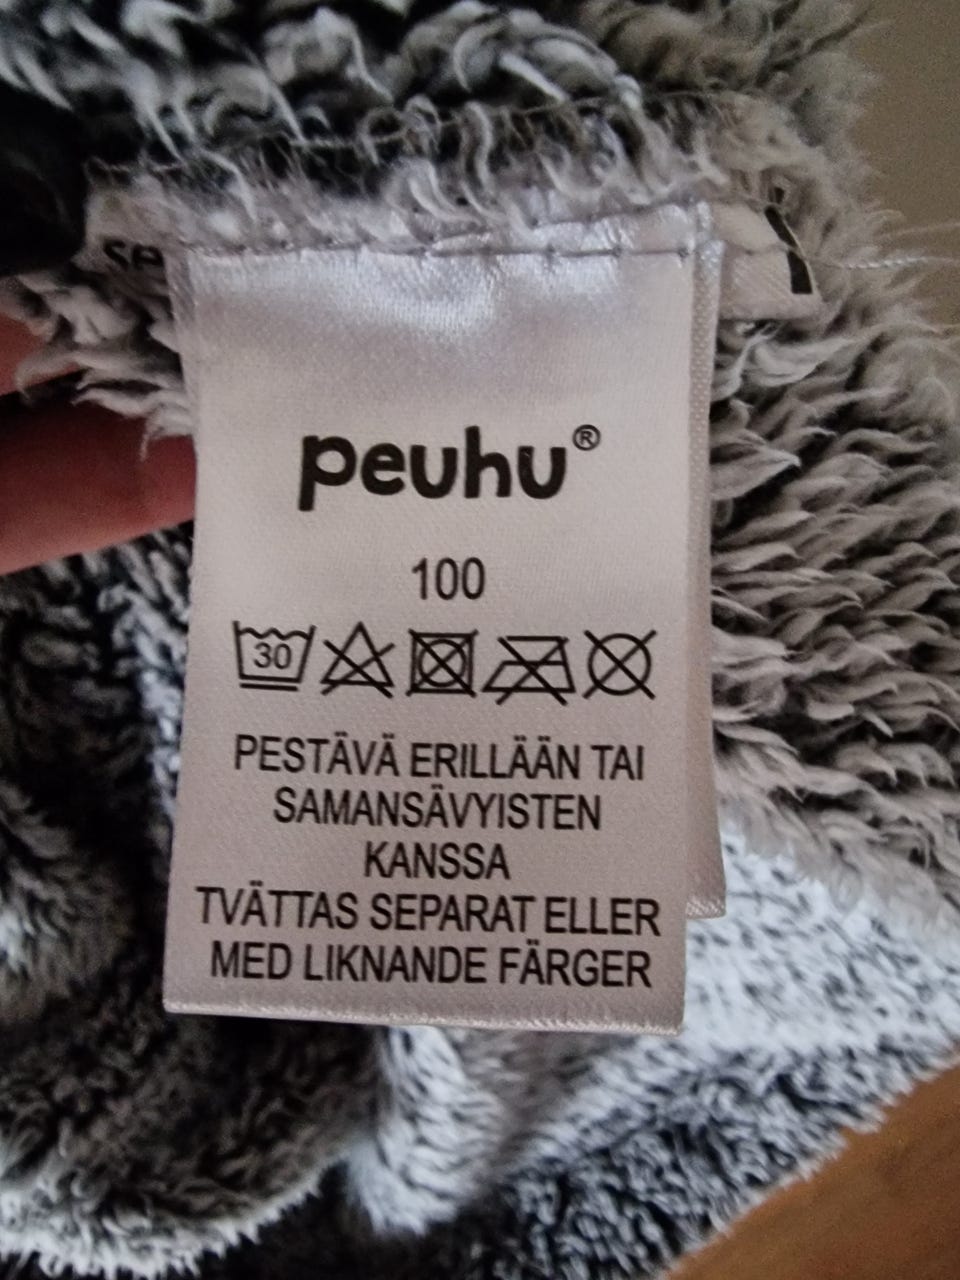 peuhu®
100
30
PESTÄVÄ ERILLÄÄN TAI
SAMANSÄVYISTEN
KANSSA
TVÄTTAS SEPARAT ELLER
MED LIKNANDE FÄRGER